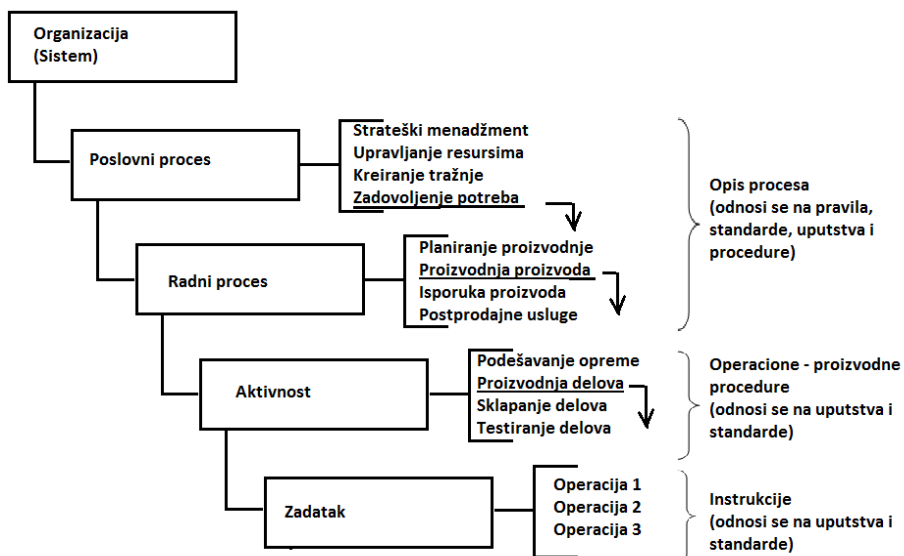 Organizacija
(Sistem)
Poslovni proces
Strateški menadžment
Upravljanje resursima
Kreiranje tražnje
Zadovoljenje potreba
Opis procesa
(odnosi se na pravila,
standarde, uputstva i
procedure)
Radni proces
Planiranje proizvodnje
Proizvodnja proizvoda
Isporuka proizvoda
Postprodajne usluge
Aktivnost
Podešavanje opreme
Proizvodnja delova
Sklapanje delova
Testiranje delova
Operacione - proizvodne
procedure
(odnosi se na uputstva i
standarde)
Zadatak
Operacija 1
Operacija 2
Operacija 3
Instrukcije
(odnosi se na uputstva i
standarde)